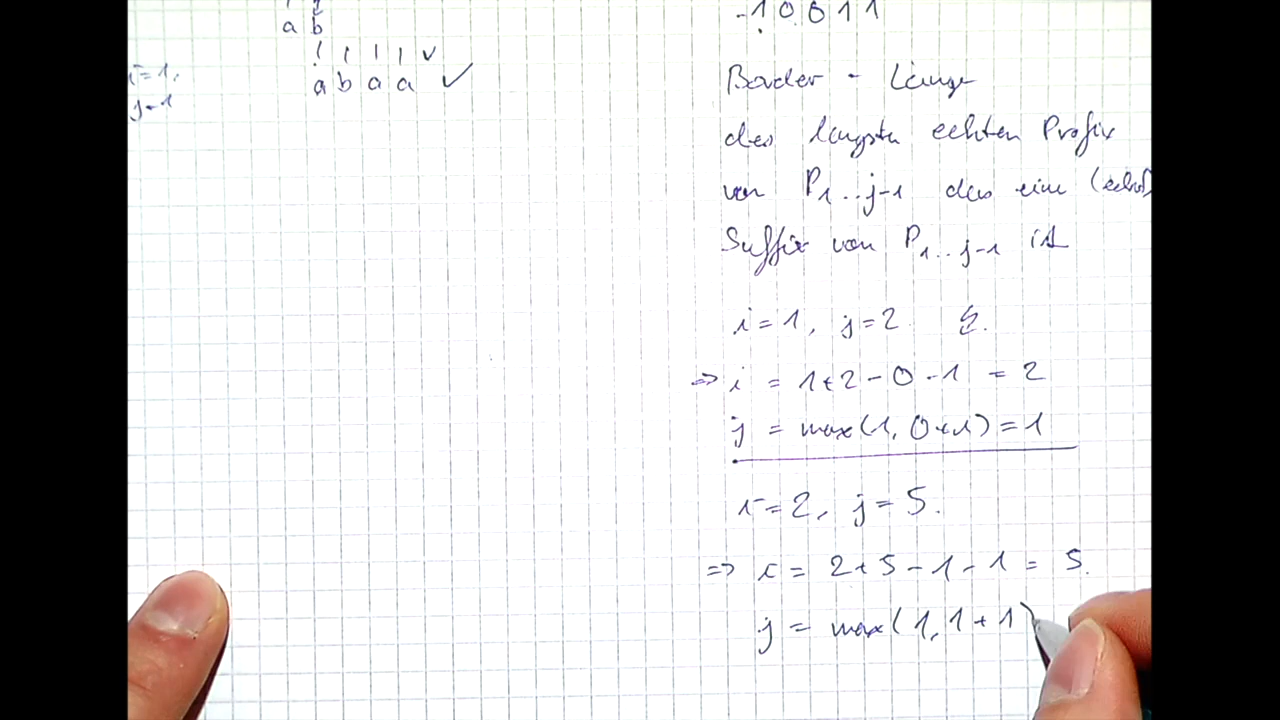 a b
a b a a ✓
i=1,
j=1
-1 0 0 1 1
Border - Länge
des längsten echten Präfix
von P1...j-1 das ein
Suffix von P1...j-1 ist
i=1, j=2
=> i = 1+2-0-1 = 2
j = max(1, 0+1) = 1
i=2, j=5.
=> i = 2+5-1-1 = 5.
j = max(1,1+1)